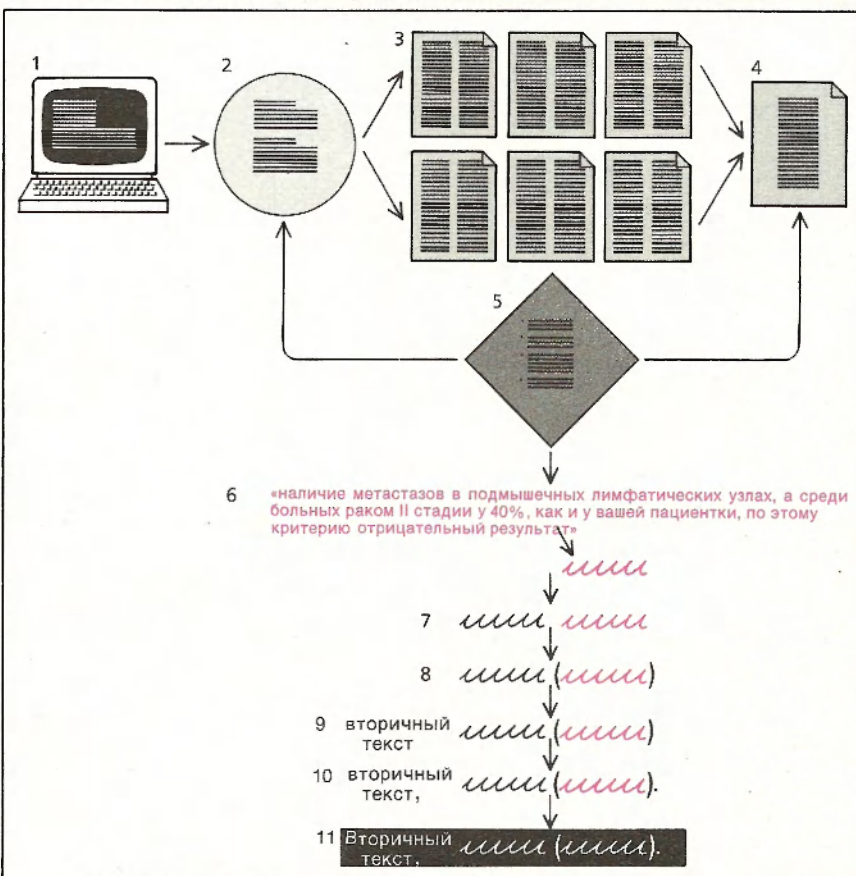 1
2
3
4
5
6 «наличие метастазов в подмышечных лимфатических узлах, а среди
больных раком II стадии у 40%, как и у вашей пациентки, по этому
критерию отрицательный результат»
7
8 ( )
9 вторичный ( )
текст
10 вторичный ( ).
текст,
11 Вторичный ( ).
текст,